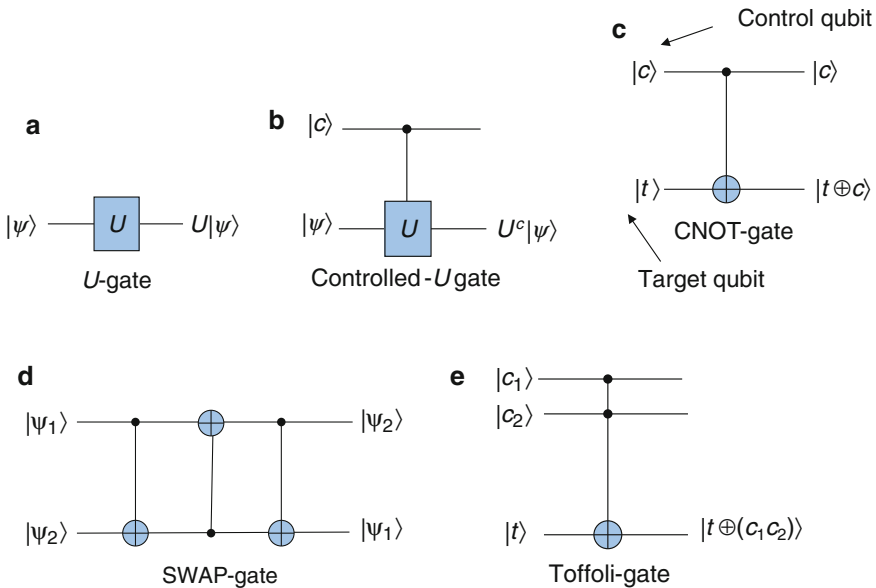 a
|ψ⟩ U U|ψ⟩
U-gate
b
|c⟩
|ψ⟩ U U^c|ψ⟩
Controlled-U gate
c
Control qubit
|c⟩ |c⟩
|t⟩ |t⊕c⟩
CNOT-gate
Target qubit
d
|ψ₁⟩ |ψ₂⟩
|ψ₂⟩ |ψ₁⟩
SWAP-gate
e
|c₁⟩
|c₂⟩
|t⟩ |t⊕(c₁c₂)⟩
Toffoli-gate